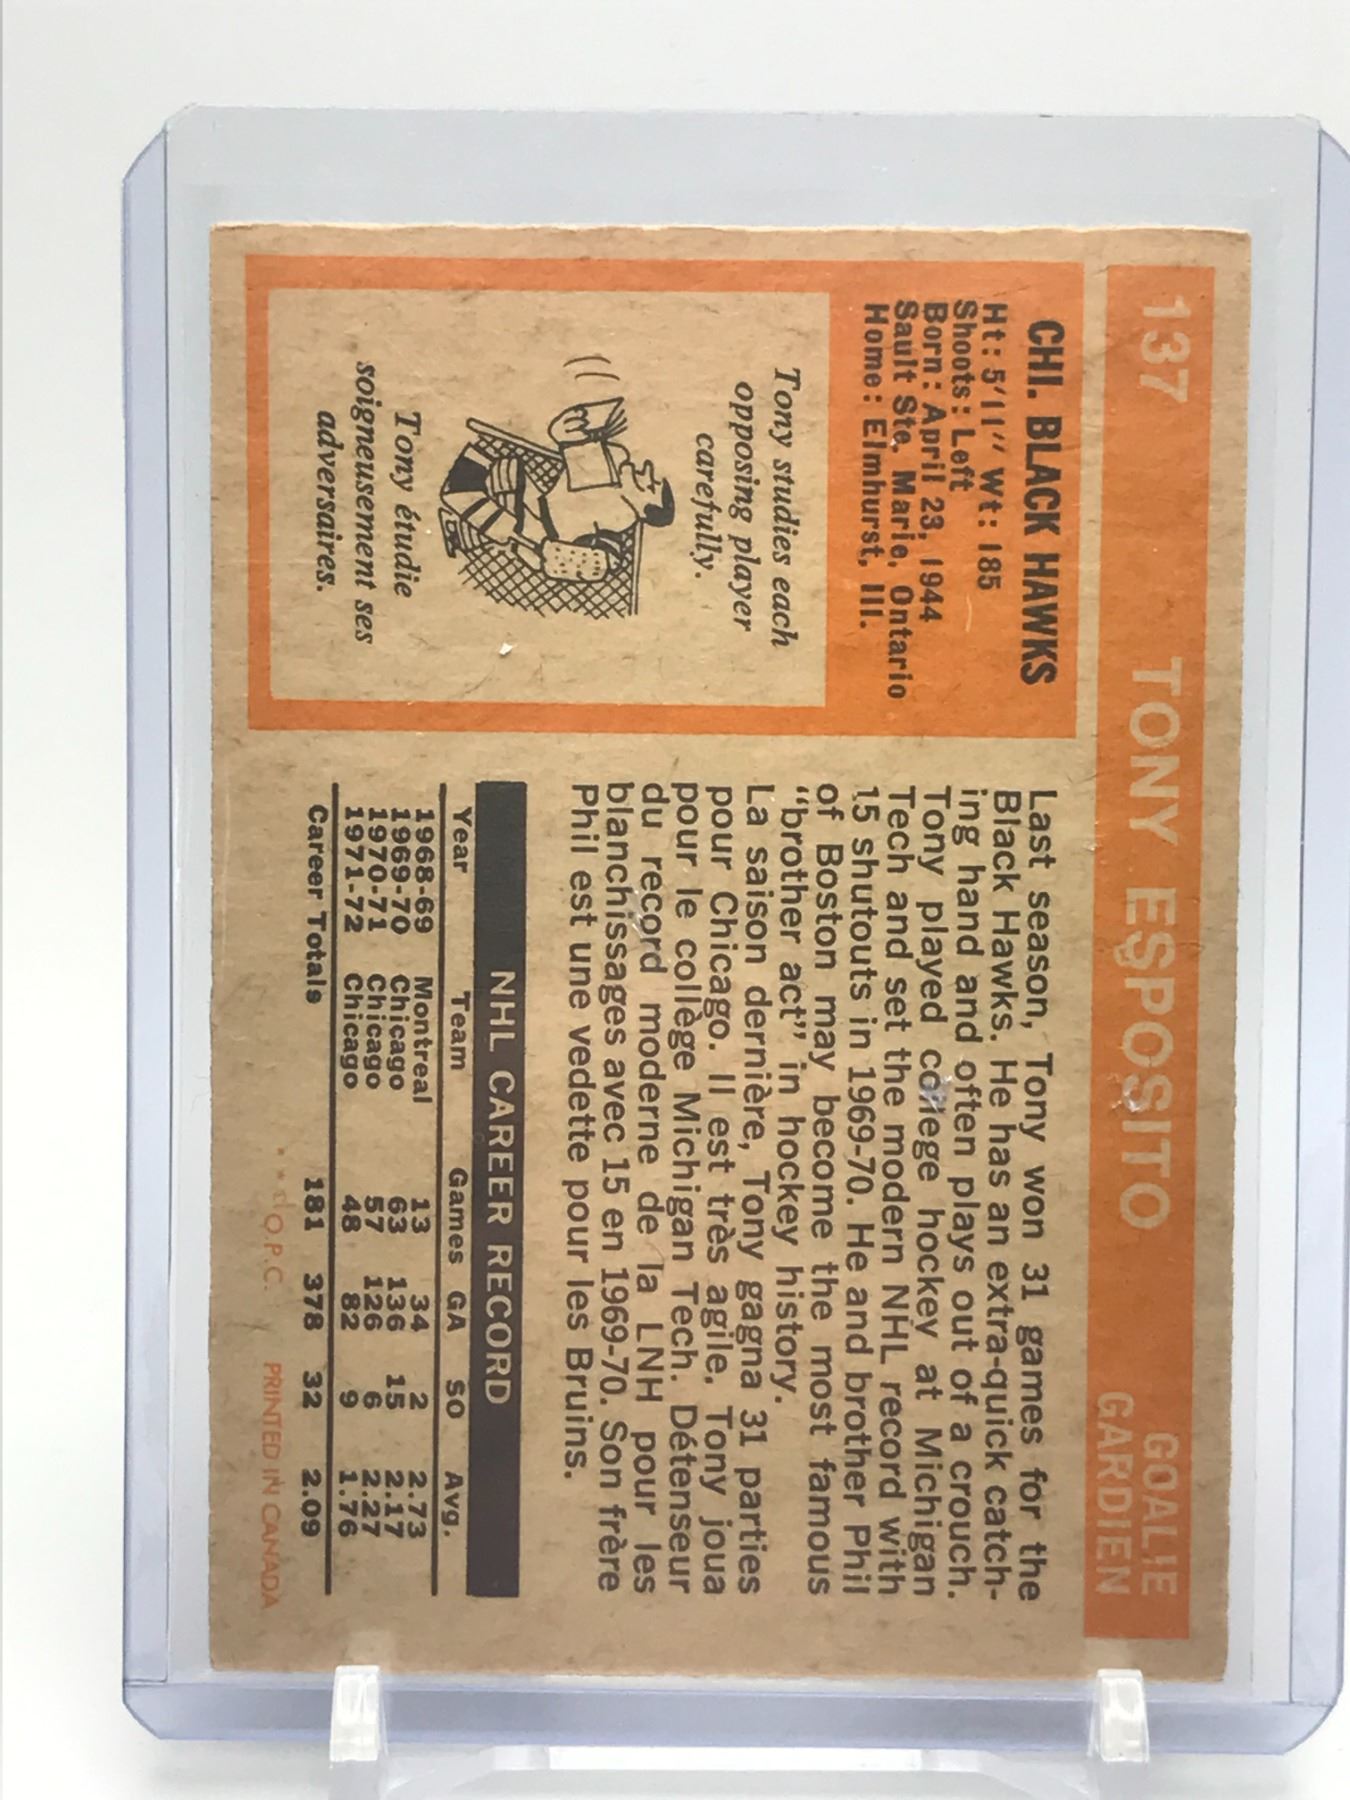 137 TONY ESPOSITO GOALIE
GARDIEN
CHI. BLACK HAWKS
Ht: 5'11" Wt: 185
Shoots: Left
Born: April 23, 1944
Sault Ste. Marie, Ontario
Home: Elmhurst, Ill.
Tony studies each
opposing player
carefully.
Tony étudie
soigneusement ses
adversaires.
Last season, Tony won 31 games for the
Black Hawks. He has an extra-quick catch-
ing hand and often plays out of a crouch.
Tony played college hockey at Michigan
Tech and set the modern NHL record with
15 shutouts in 1969-70. He and brother Phil
of Boston may become the most famous
"brother act" in hockey history.
La saison dernière, Tony gagna 31 parties
pour Chicago. Il est très agile. Tony joua
pour le collège Michigan Tech. Détenseur
du record moderne de la LNH pour les
blanchissages avec 15 en 1969-70. Son frère
Phil est une vedette pour les Bruins.
NHL CAREER RECORD
Year Team Games GA SO Avg.
1968-69 Montreal 13 34 2 2.73
1969-70 Chicago 63 136 15 2.17
1970-71 Chicago 57 126 6 2.27
1971-72 Chicago 48 82 9 1.76
Career Totals 181 378 32 2.09
**© O.P.C. PRINTED IN CANADA